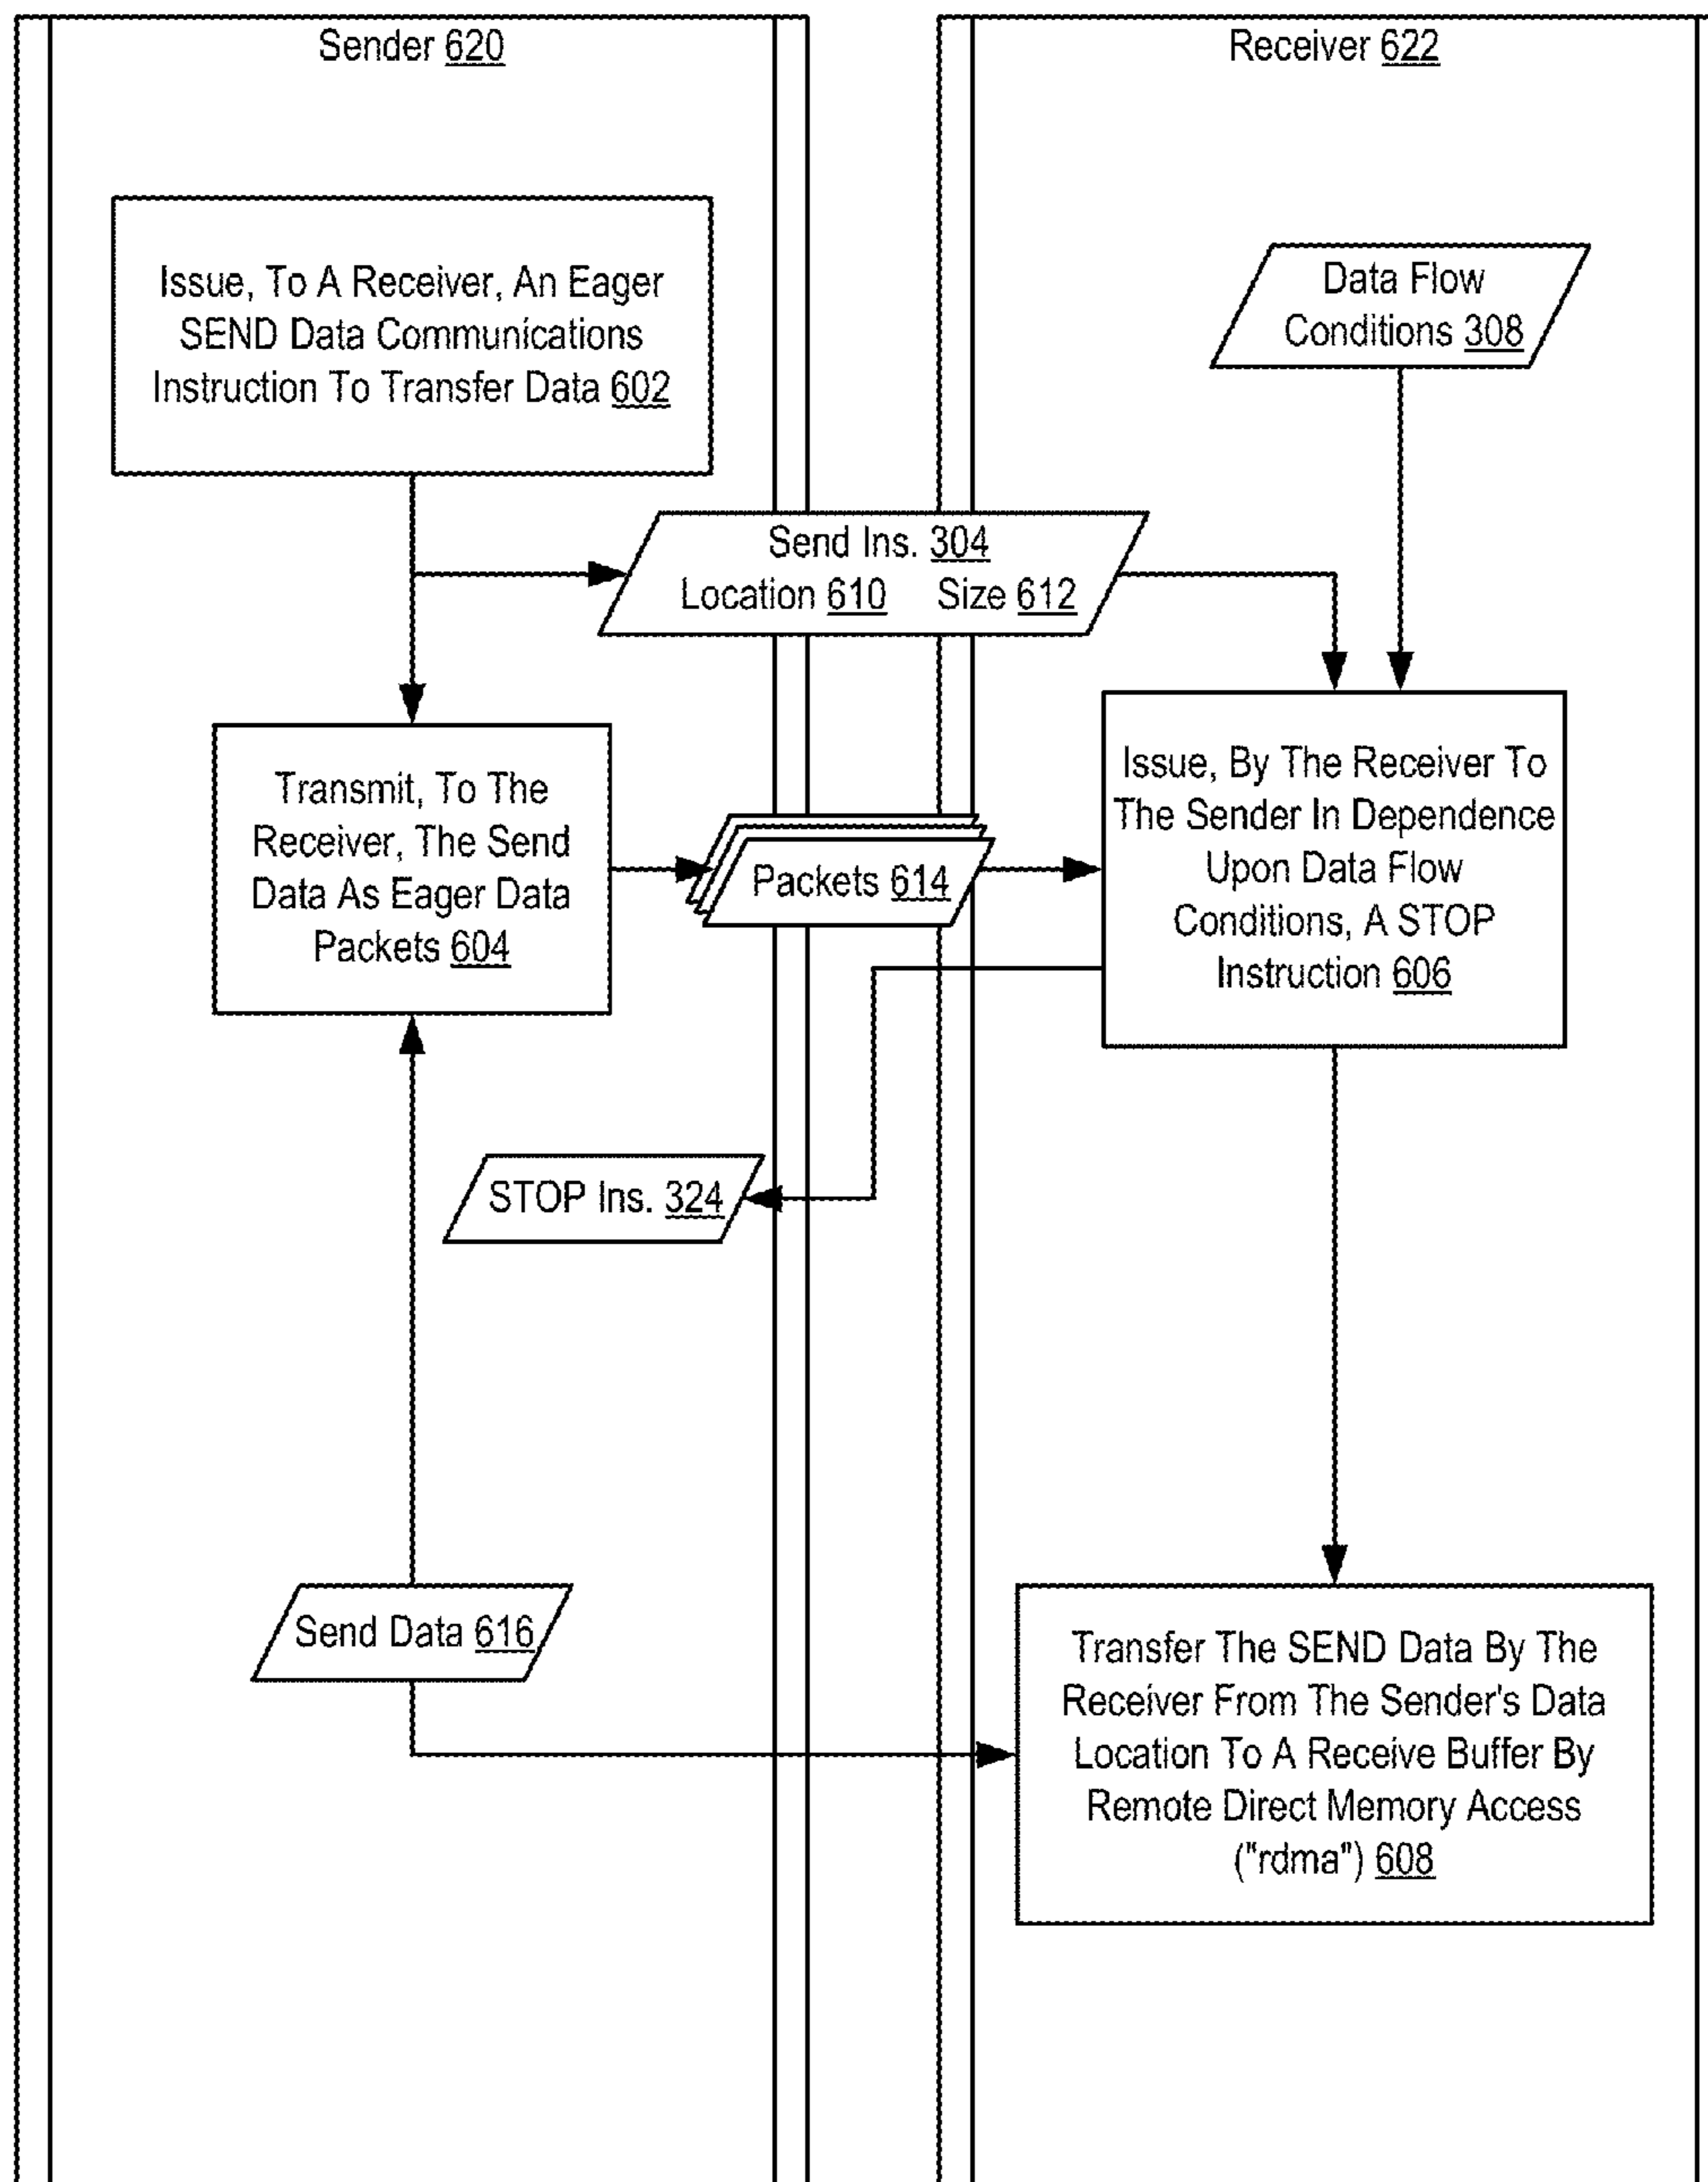 Sender 620
Receiver 622
Issue, To A Receiver, An Eager
SEND Data Communications
Instruction To Transfer Data 602
Data Flow
Conditions 308
Send Ins. 304
Location 610 Size 612
Transmit, To The
Receiver, The Send
Data As Eager Data
Packets 604
Packets 614
Issue, By The Receiver To
The Sender In Dependence
Upon Data Flow
Conditions, A STOP
Instruction 606
STOP Ins. 324
Send Data 616
Transfer The SEND Data By The
Receiver From The Sender's Data
Location To A Receive Buffer By
Remote Direct Memory Access
("rdma") 608